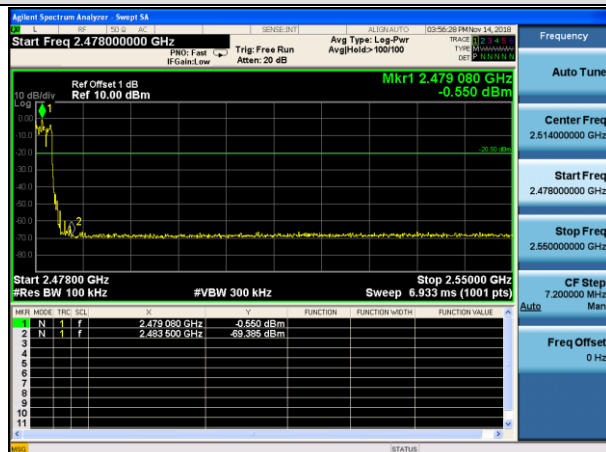 Agilent Spectrum Analyzer - Swept SA
L RF 50 Ω AC SENSE:INT ALIGN AUTO 03:56:28 PM Nov 14, 2018
Start Freq 2.478000000 GHz
PNO: Fast
IFGain:Low
Trig: Free Run
Atten: 20 dB
Avg Type: Log-Pwr
Avg|Hold:>100/100
TRACE 1 2 3 4 5 6
TYPE M
DET P N N N N N
Ref Offset 1 dB
10 dB/div Ref 10.00 dBm
Log
Mkr1 2.479 080 GHz
-0.550 dBm
1
0.00
-10.0
-20.0
-20.50 dBm
-30.0
-40.0
-50.0
-60.0
2
-70.0
-80.0
Start 2.47800 GHz Stop 2.55000 GHz
#Res BW 100 kHz #VBW 300 kHz Sweep 6.933 ms (1001 pts)
MKR MODE TRC SCL X Y FUNCTION FUNCTION WIDTH FUNCTION VALUE
1 N 1 f 2.479 080 GHz -0.550 dBm
2 N 1 f 2.483 500 GHz -69.385 dBm
3
4
5
6
7
8
9
10
11
MSG STATUS
Frequency
Auto Tune
Center Freq
2.514000000 GHz
Start Freq
2.478000000 GHz
Stop Freq
2.550000000 GHz
CF Step
7.200000 MHz
Auto Man
Freq Offset
0 Hz